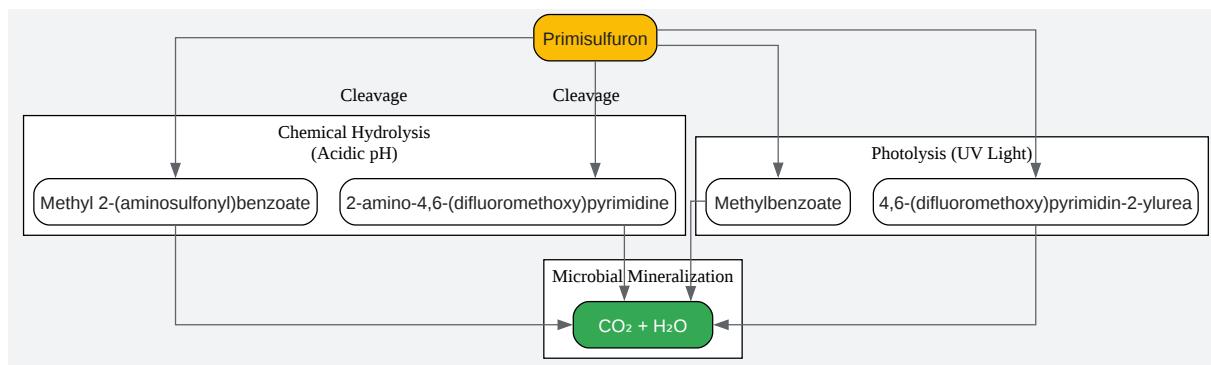 Primisulfuron
Cleavage
Cleavage
Chemical Hydrolysis
(Acidic pH)
Photolysis (UV Light)
Methyl 2-(aminosulfonyl)benzoate
2-amino-4,6-(difluoromethoxy)pyrimidine
Methylbenzoate
4,6-(difluoromethoxy)pyrimidin-2-ylurea
Microbial Mineralization
CO₂ + H₂O